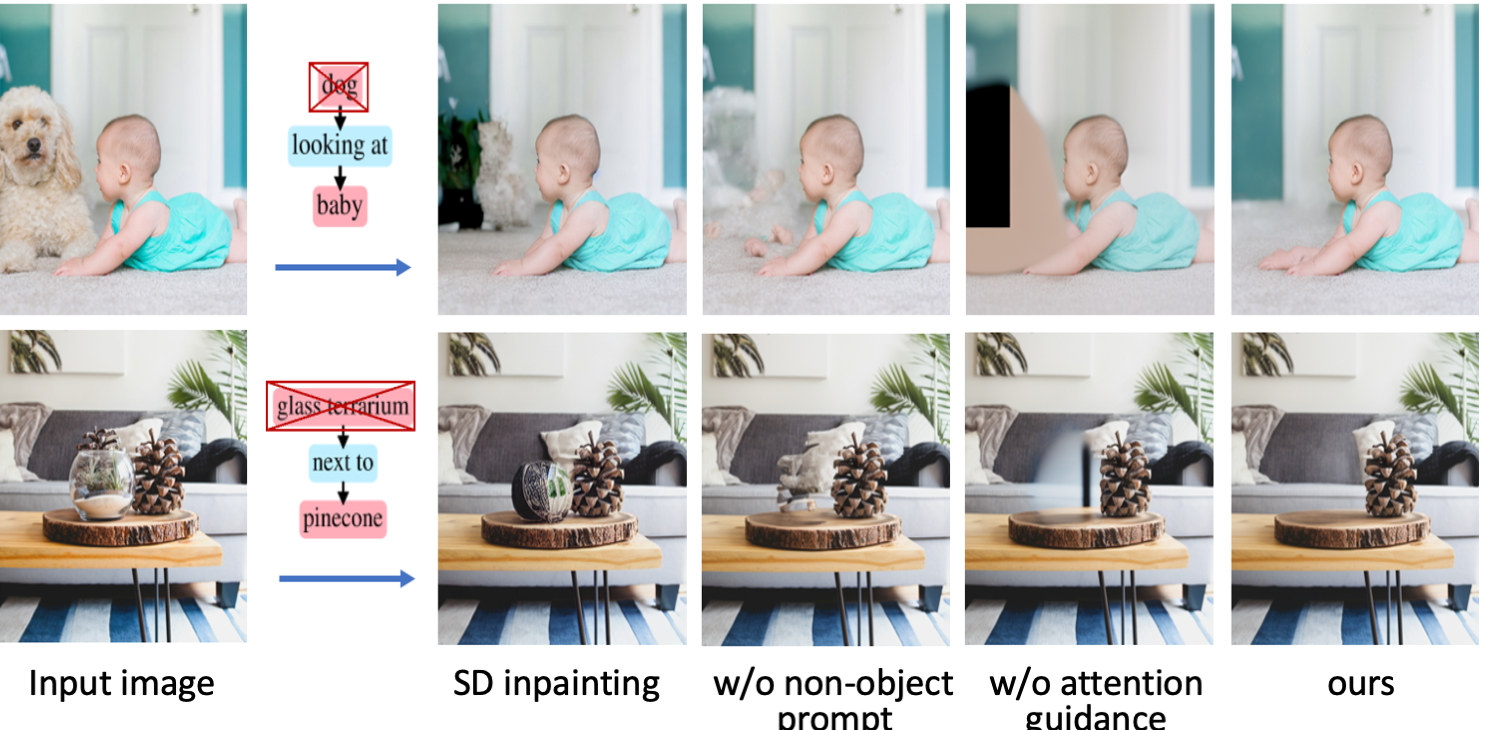 dog
looking at
baby
glass terrarium
next to
pinecone
Input image
SD inpainting
w/o non-object
prompt
w/o attention
guidance
ours